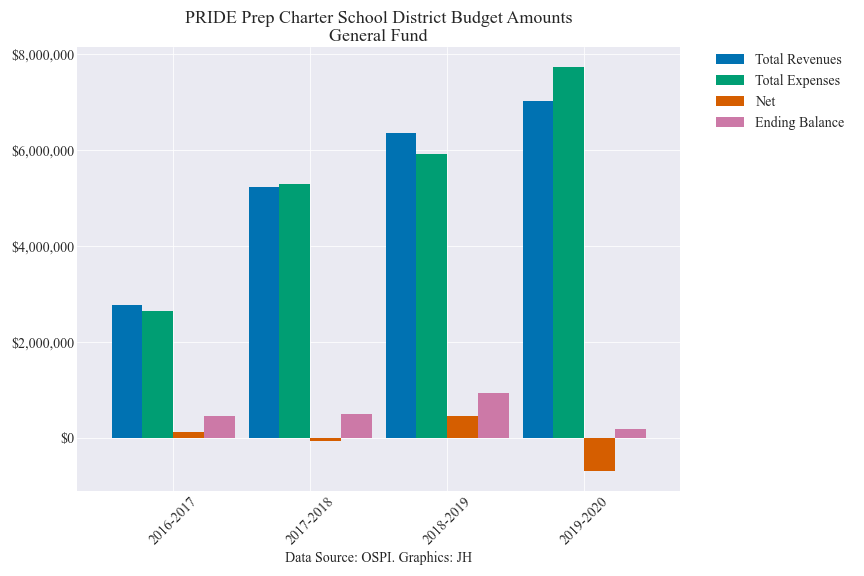 PRIDE Prep Charter School District Budget Amounts
General Fund
Total Revenues
Total Expenses
Net
Ending Balance
$8,000,000
$6,000,000
$4,000,000
$2,000,000
$0
2016-2017
2017-2018
2018-2019
2019-2020
Data Source: OSPI. Graphics: JH